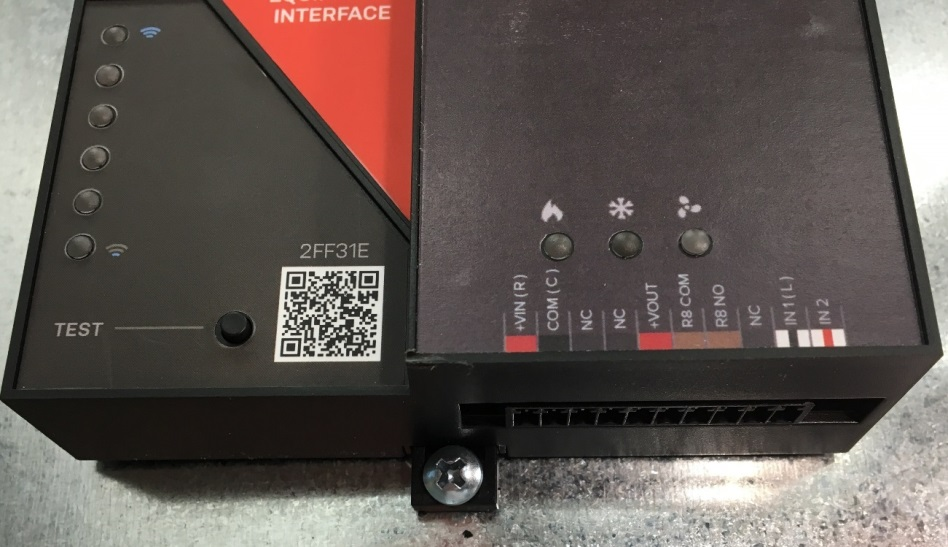 INTERFACE
2FF31E
TEST
+VIN (R)
COM (C)
NC
NC
+VOUT
R8 COM
R8 NO
NC
IN 1 (L)
IN 2